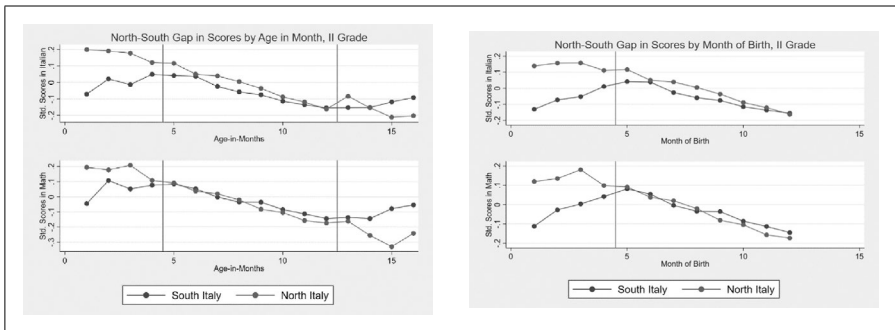 North-South Gap in Scores by Age in Month, II Grade
Std. Scores in Italian
-.2 -.1 0 .1 .2
0 5 10 15
Age-in-Months
Std. Scores in Math
-.3 -.2 -.1 0 .1 .2
0 5 10 15
Age-in-Months
South Italy North Italy
North-South Gap in Scores by Month of Birth, II Grade
Std. Scores in Italian
-.2 -.1 0 .1 .2
0 5 10 15
Month of Birth
Std. Scores in Math
-.2 -.1 0 .1 .2
0 5 10 15
Month of Birth
South Italy North Italy